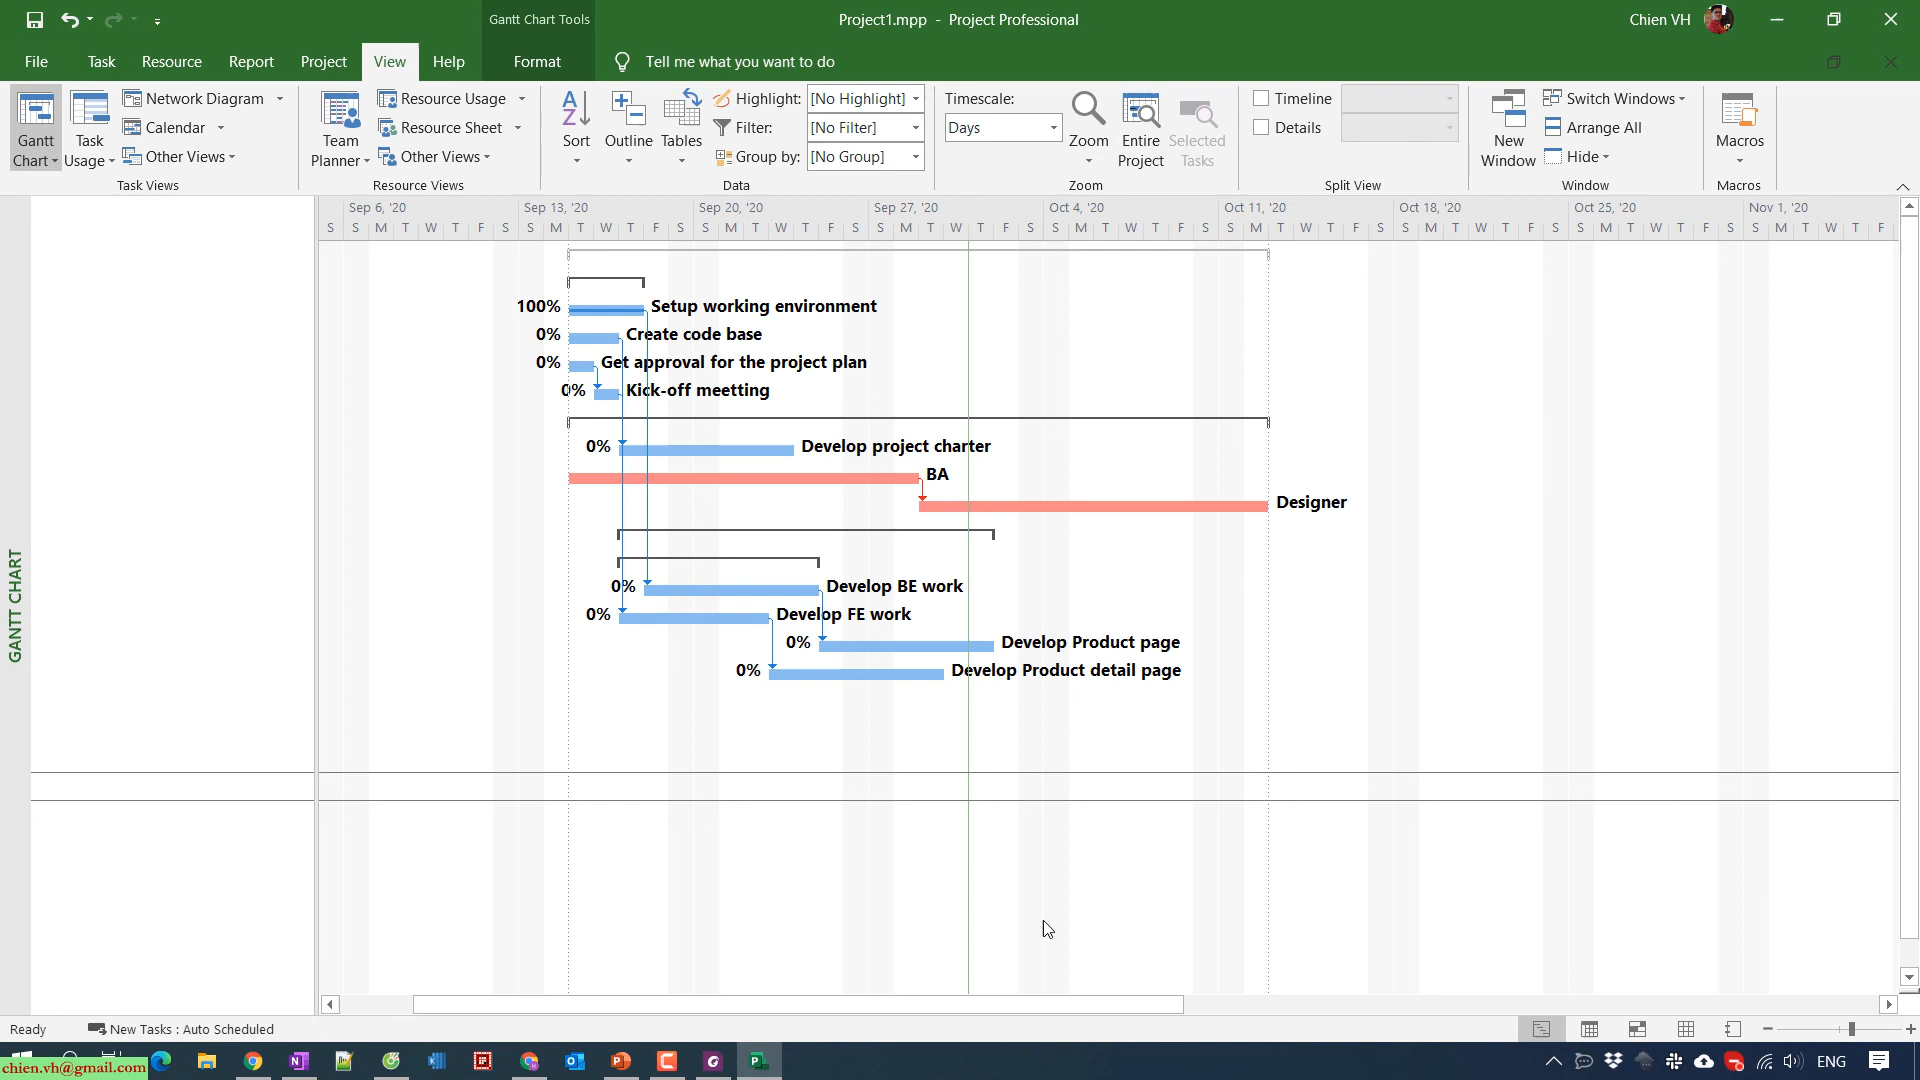 Gantt Chart Tools
Project1.mpp - Project Professional
Chien VH
File Task Resource Report Project View Help Format Tell me what you want to do
Gantt Chart
Task Usage
Network Diagram
Calendar
Other Views
Task Views
Team Planner
Resource Usage
Resource Sheet
Other Views
Resource Views
Sort
Outline
Tables
Highlight: [No Highlight]
Filter: [No Filter]
Group by: [No Group]
Data
Timescale:
Days
Zoom
Entire Project
Selected Tasks
Zoom
Timeline
Details
Split View
New Window
Switch Windows
Arrange All
Hide
Window
Macros
Macros
Sep 6, '20 Sep 13, '20 Sep 20, '20 Sep 27, '20 Oct 4, '20 Oct 11, '20 Oct 18, '20 Oct 25, '20 Nov 1, '20
S S M T W T F S S M T W T F S S M T W T F S S M T W T F S S M T W T F S S M T W T F S S M T W T F S S M T W T F S S M T W T F
100% Setup working environment
0% Create code base
0% Get approval for the project plan
0% Kick-off meetting
0% Develop project charter
BA
Designer
0% Develop BE work
0% Develop FE work
0% Develop Product page
0% Develop Product detail page
GANTT CHART
Ready New Tasks : Auto Scheduled
chien.vh@gmail.com
ENG